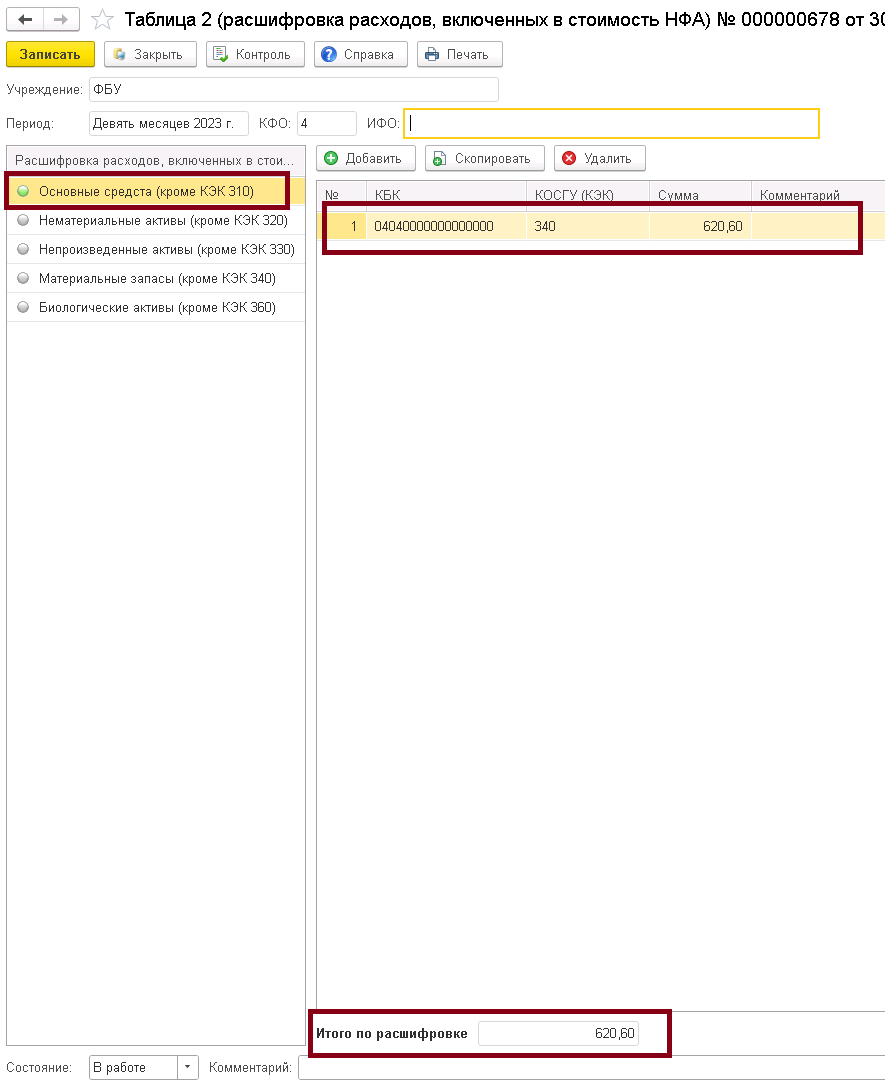 Таблица 2 (расшифровка расходов, включенных в стоимость НФА) № 000000678 от 30
Записать Закрыть Контроль Справка Печать
Учреждение: ФБУ
Период: Девять месяцев 2023 г. КФО: 4 ИФО:
Расшифровка расходов, включенных в стои...
Основные средста (кроме КЭК 310)
Нематериальные активы (кроме КЭК 320)
Непроизведенные активы (кроме КЭК 330)
Материальные запасы (кроме КЭК 340)
Биологические активы (кроме КЭК 360)
Добавить Скопировать Удалить
№ КБК КОСГУ (КЭК) Сумма Комментарий
1 04040000000000000 340 620,60
Итого по расшифровке 620,60
Состояние: В работе Комментарий: